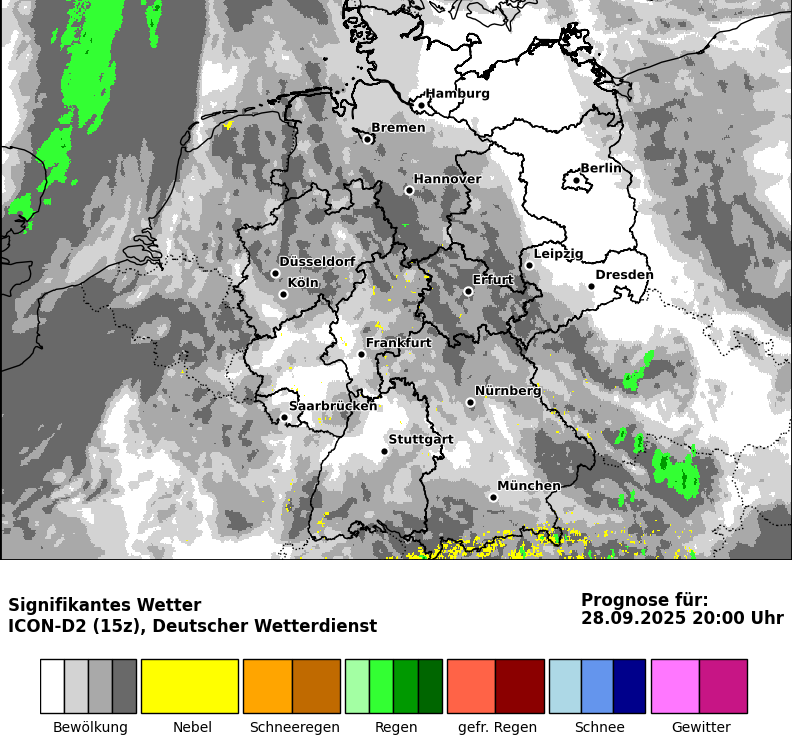 Hamburg
Bremen
Berlin
Hannover
Leipzig
Düsseldorf
Dresden
Köln
Erfurt
Frankfurt
Nürnberg
Saarbrücken
Stuttgart
München
Signifikantes Wetter
ICON-D2 (15z), Deutscher Wetterdienst
Prognose für:
28.09.2025 20:00 Uhr
Bewölkung Nebel Schneeregen Regen gefr. Regen Schnee Gewitter